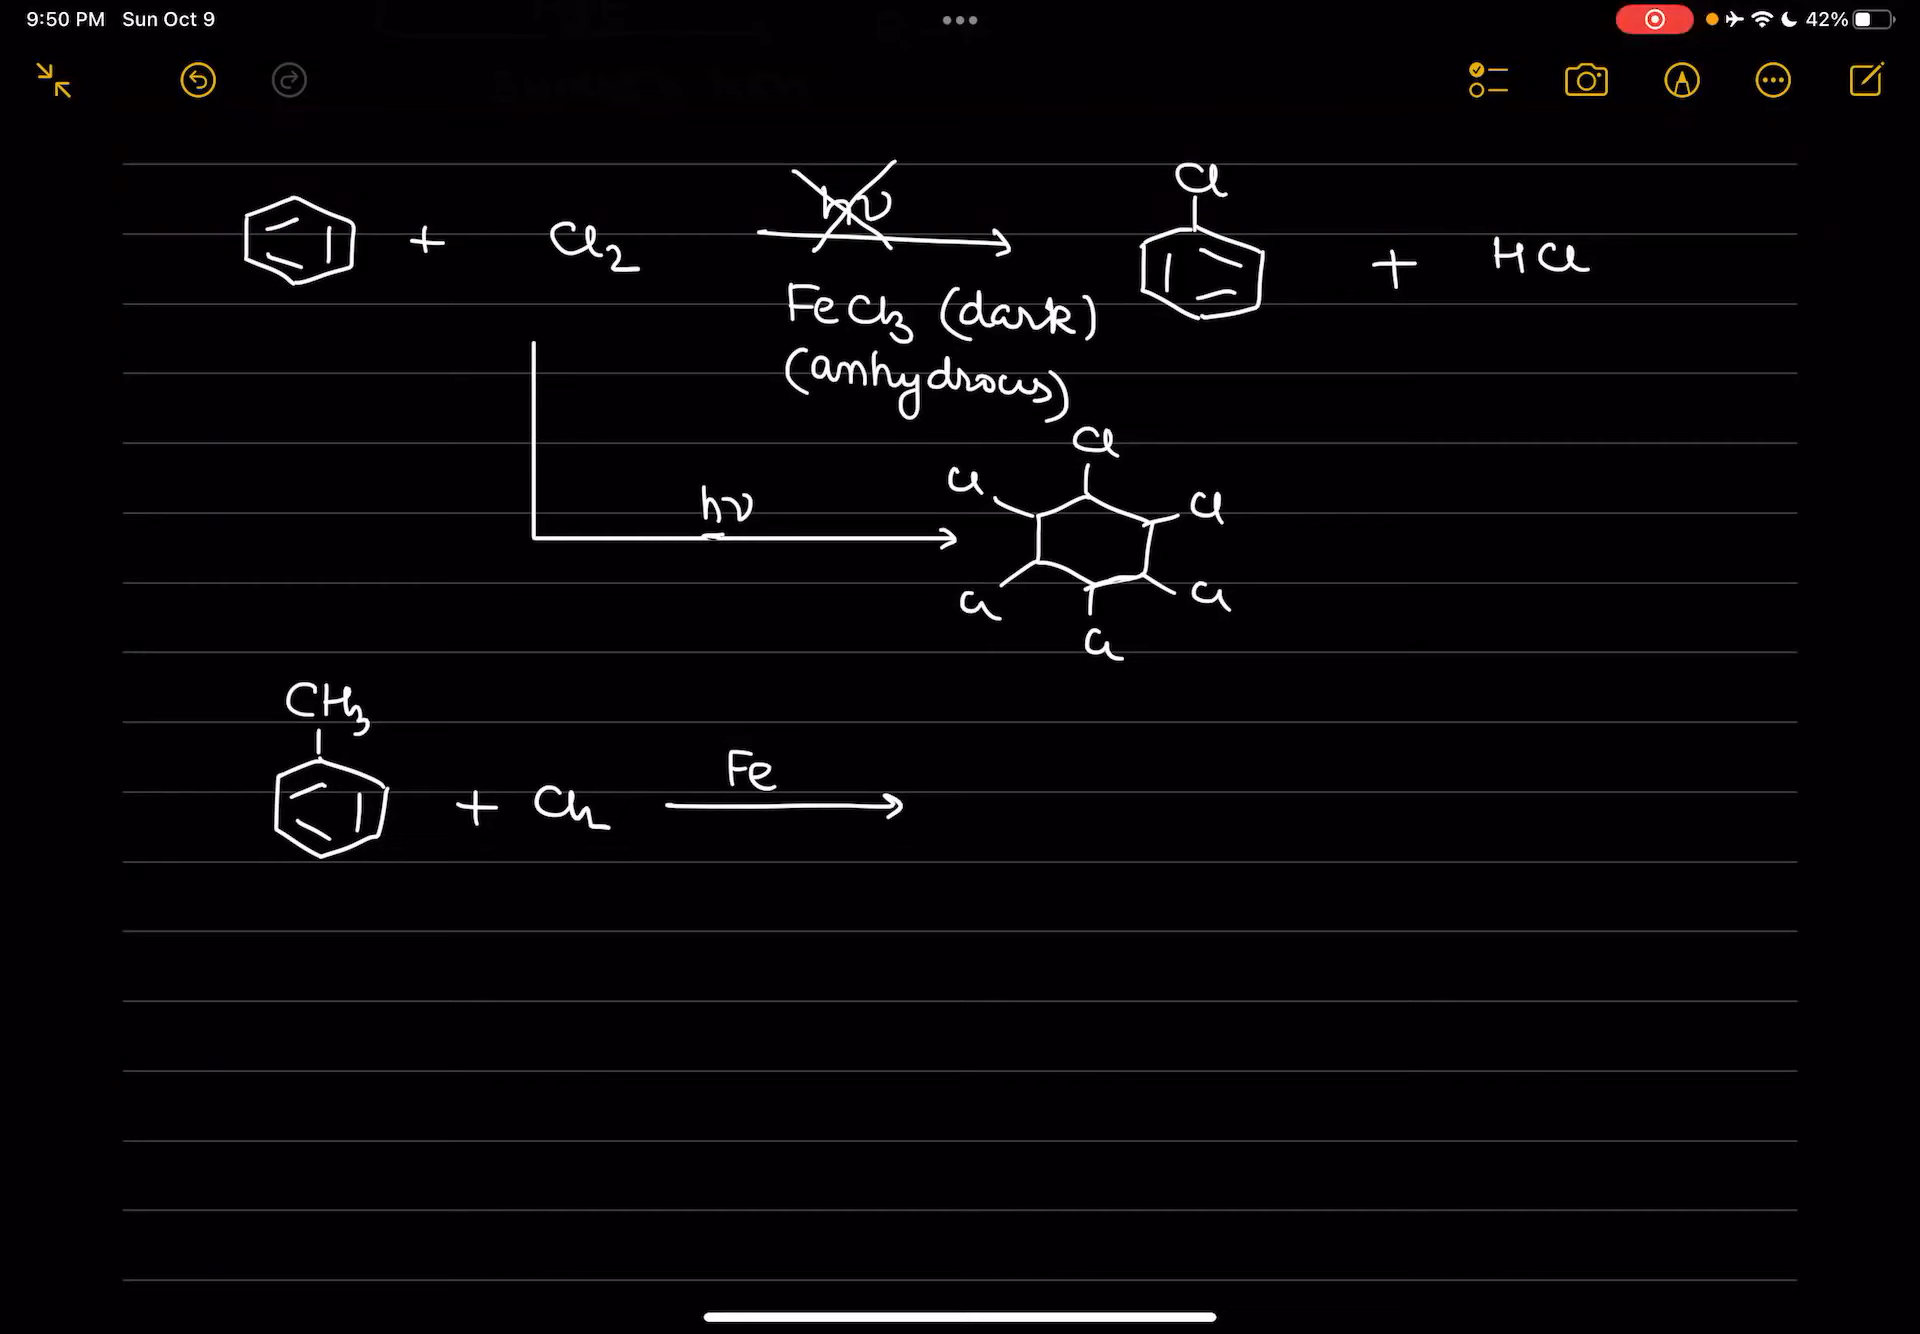 9:50 PM Sun Oct 9
42%
Cl
+ Cl2 hν + HCl
FeCl3 (dark)
(anhydrous)
Cl
Cl Cl
hν
Cl Cl
Cl
CH3
Fe
+ Cl2